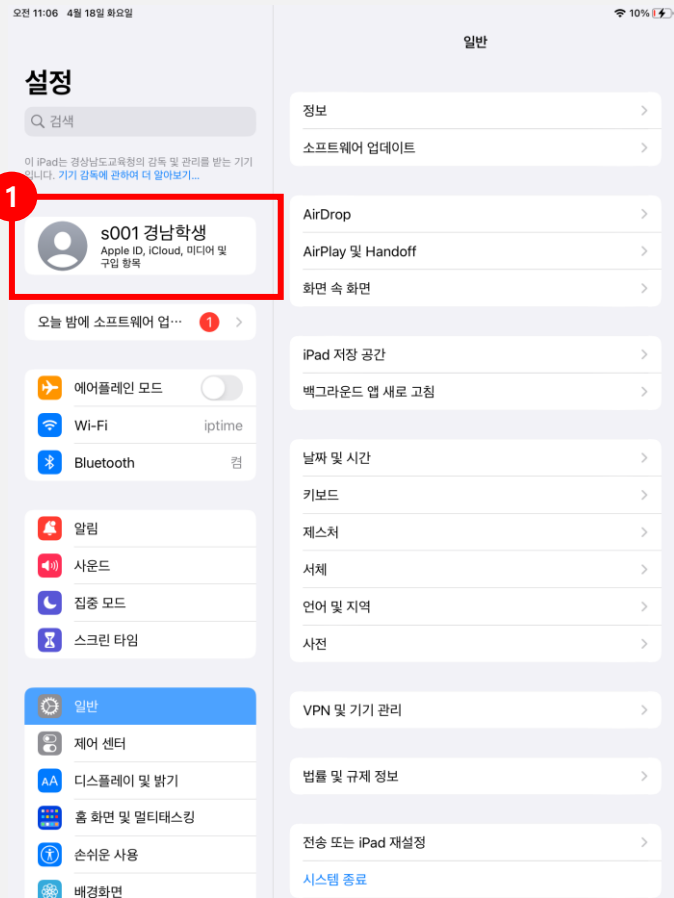 오전 11:06 4월 18일 화요일
10%
설정
검색
이 iPad는 경상남도교육청의 감독 및 관리를 받는 기기
입니다. 기기 감독에 관하여 더 알아보기...
1
s001 경남학생
Apple ID, iCloud, 미디어 및
구입 항목
오늘 밤에 소프트웨어 업… 1
에어플레인 모드
Wi-Fi iptime
Bluetooth 켬
알림
사운드
집중 모드
스크린 타임
일반
제어 센터
AA 디스플레이 및 밝기
홈 화면 및 멀티태스킹
손쉬운 사용
배경화면
일반
정보
소프트웨어 업데이트
AirDrop
AirPlay 및 Handoff
화면 속 화면
iPad 저장 공간
백그라운드 앱 새로 고침
날짜 및 시간
키보드
제스처
서체
언어 및 지역
사전
VPN 및 기기 관리
법률 및 규제 정보
전송 또는 iPad 재설정
시스템 종료